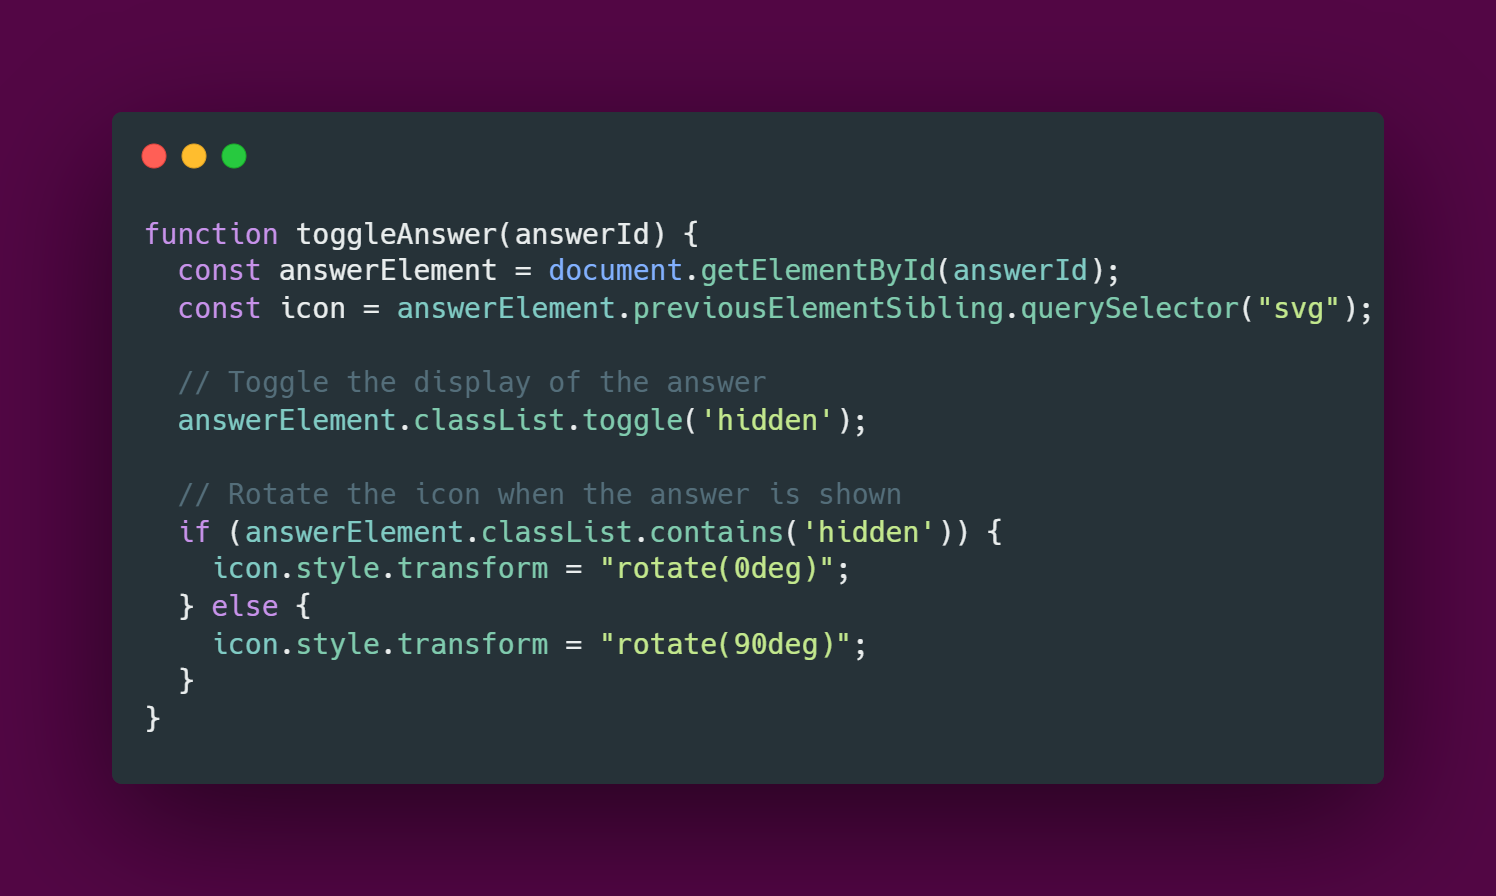 function toggleAnswer(answerId) {
  const answerElement = document.getElementById(answerId);
  const icon = answerElement.previousElementSibling.querySelector("svg");

  // Toggle the display of the answer
  answerElement.classList.toggle('hidden');

  // Rotate the icon when the answer is shown
  if (answerElement.classList.contains('hidden')) {
    icon.style.transform = "rotate(0deg)";
  } else {
    icon.style.transform = "rotate(90deg)";
  }
}